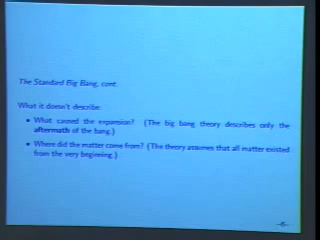 The Standard Big Bang, cont.
What it doesn't describe:
• What caused the expansion? (The big bang theory describes only the
aftermath of the bang.)
• Where did the matter come from? (The theory assumes that all matter existed
from the very beginning.)
–6–